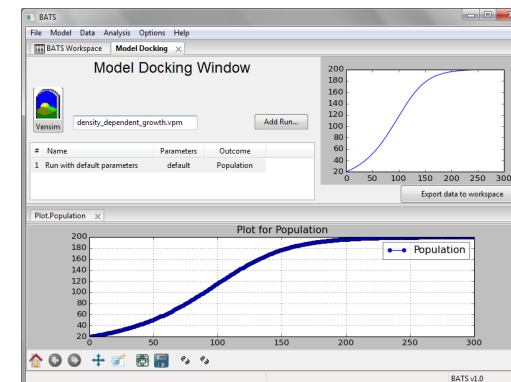 BATS
File Model Data Analysis Options Help
BATS Workspace Model Docking ×
Model Docking Window
Vensim
density_dependent_growth.vpm
Add Run...
# Name Parameters Outcome
1 Run with default parameters default Population
200
180
160
140
120
100
80
60
40
20
0 50 100 150 200 250 300
Export data to workspace
Plot.Population ×
Plot for Population
200
180
160
140
120
100
80
60
40
20
Population
0 50 100 150 200 250 300
BATS v1.0